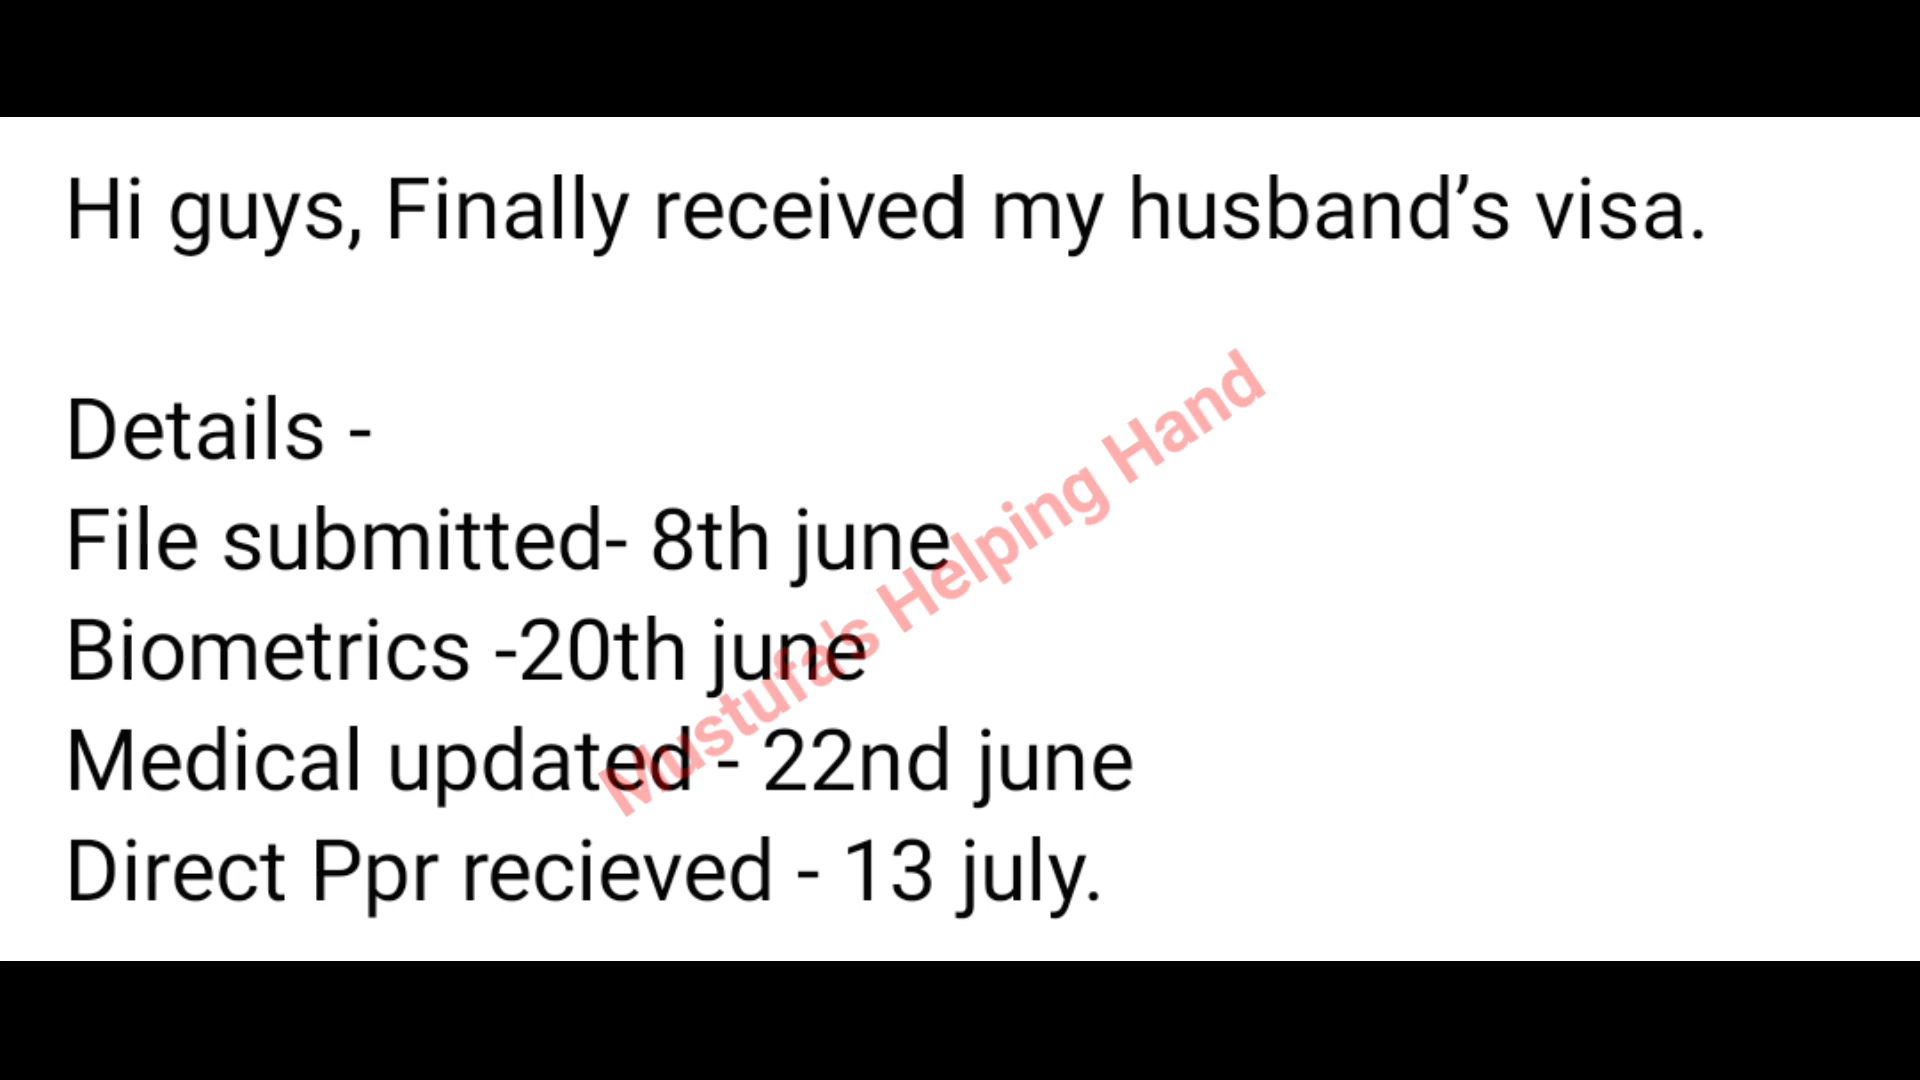 Hi guys, Finally received my husband’s visa.
Details -
File submitted- 8th june
Biometrics -20th june
Medical updated - 22nd june
Direct Ppr recieved - 13 july.
Mustufa's Helping Hand